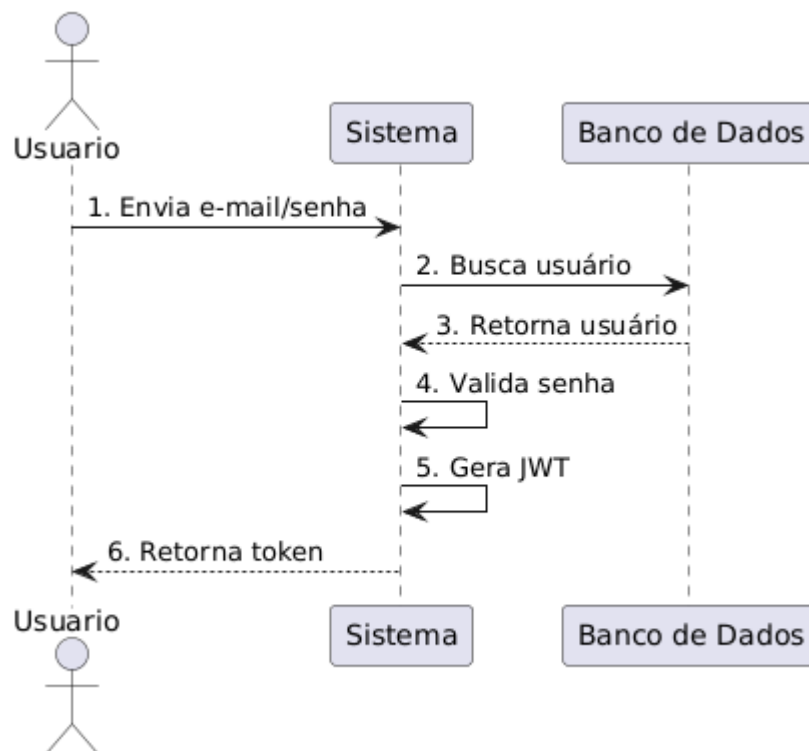 Usuario
Sistema
Banco de Dados
1. Envia e-mail/senha
2. Busca usuário
3. Retorna usuário
4. Valida senha
5. Gera JWT
6. Retorna token
Usuario
Sistema
Banco de Dados